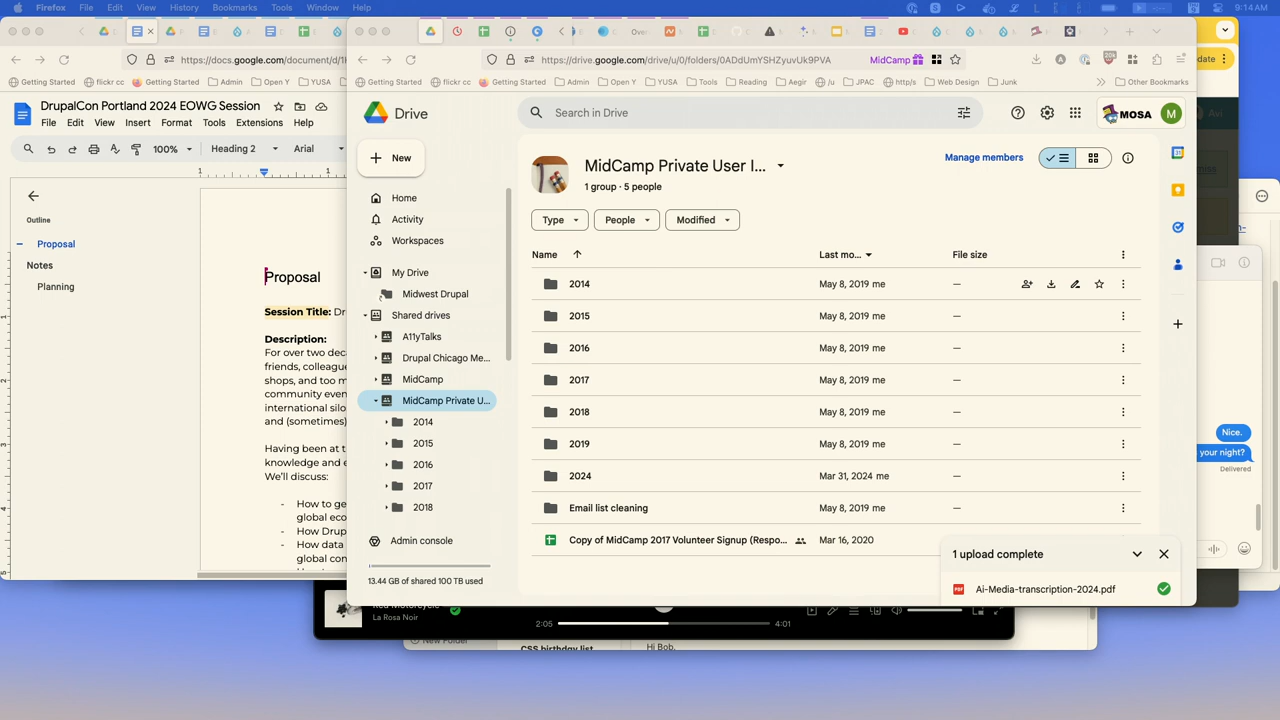 Firefox File Edit View History Bookmarks Tools Window Help 9:14 AM
https://docs.google.com/document/d/1
Getting Started flickr cc Getting Started Admin Open Y YUSA
DrupalCon Portland 2024 EOWG Session
File Edit View Insert Format Tools Extensions Help
100% Heading 2 Arial
1 1
Outline
Proposal
Notes
Planning
Proposal
Session Title:
Description:
For over two
friends,
shops, and too
community
international
and (sometimes)
Having been at
knowledge and
We'll discuss:
- How to
global
- How
- How data
global
https://drive.google.com/drive/u/0/folders/0ADdUmYSHZyuvUk9PVA MidCamp
Getting Started flickr cc Getting Started Admin Open Y YUSA Tools Reading Aegir /u JPAC http/s Web Design Junk Other Bookmarks
Drive
Search in Drive
MOSA M
New
Home
Activity
Workspaces
My Drive
Midwest Drupal
Shared drives
A11yTalks
Drupal Chicago Me...
MidCamp
MidCamp Private U...
2014
2015
2016
2017
2018
Admin console
13.44 GB of shared 100 TB used
MidCamp Private User I...
1 group · 5 people
Manage members
Type People Modified
Name Last mo... File size
2014 May 8, 2019 me —
2015 May 8, 2019 me —
2016 May 8, 2019 me —
2017 May 8, 2019 me —
2018 May 8, 2019 me —
2019 May 8, 2019 me —
2024 Mar 31, 2024 me —
Email list cleaning May 8, 2019 me —
Copy of MidCamp 2017 Volunteer Signup (Respo... Mar 16, 2020
1 upload complete
PDF Ai-Media-transcription-2024.pdf
Nice.
your night?
Delivered
Red Motorcycle
La Rosa Noir
2:05 4:01
New Folder
CSS birthday list
Hi Bob,